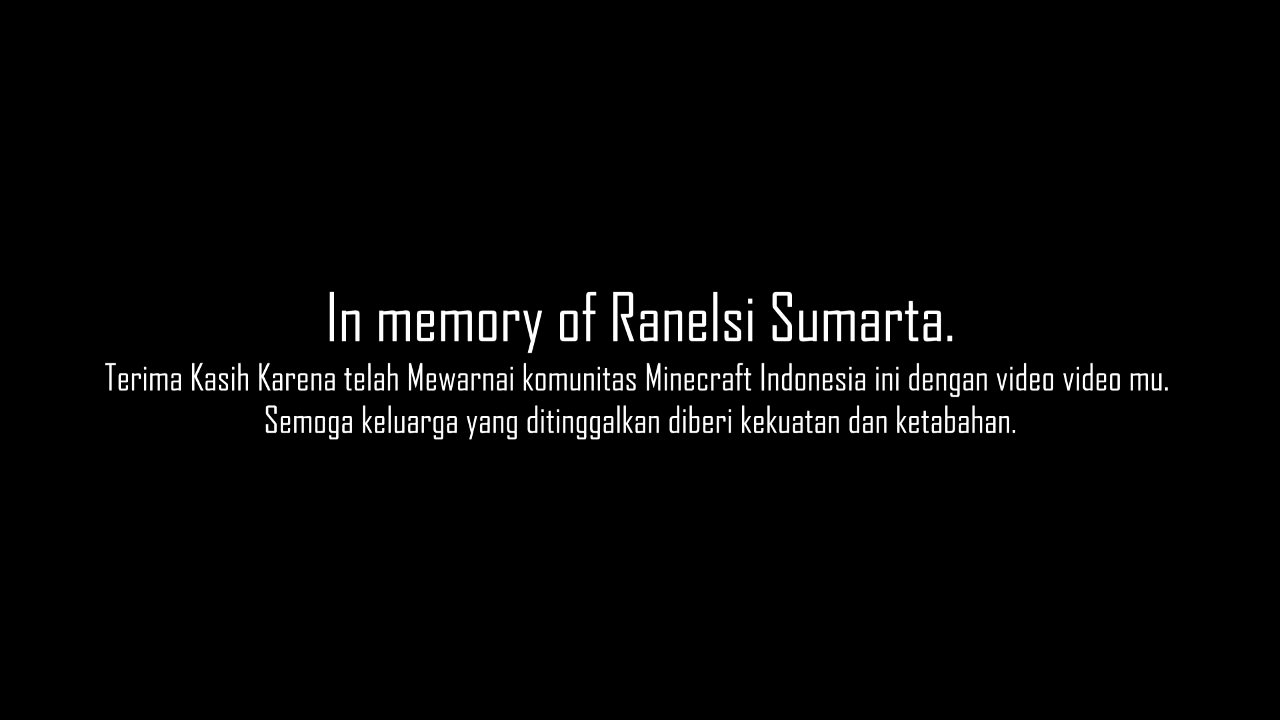 In memory of Ranelsi Sumarta.
Terima Kasih Karena telah Mewarnai komunitas Minecraft Indonesia ini dengan video video mu.
Semoga keluarga yang ditinggalkan diberi kekuatan dan ketabahan.